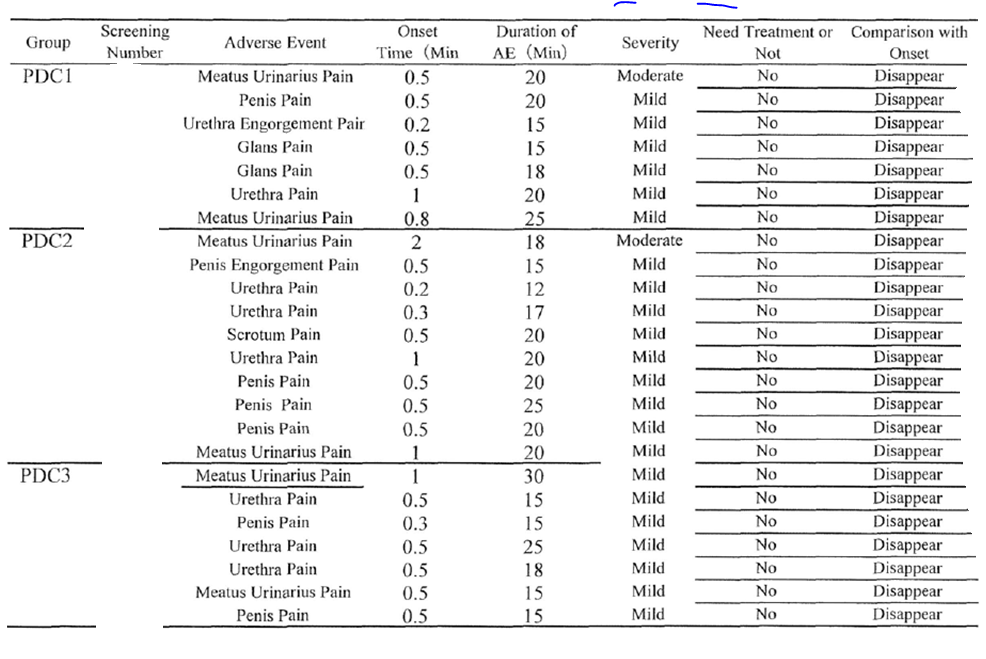 Group Screening Number Adverse Event Onset Time (Min Duration of AE (Min) Severity Need Treatment or Not Comparison with Onset
PDC1 Meatus Urinarius Pain 0.5 20 Moderate No Disappear
Penis Pain 0.5 20 Mild No Disappear
Urethra Engorgement Pair 0.2 15 Mild No Disappear
Glans Pain 0.5 15 Mild No Disappear
Glans Pain 0.5 18 Mild No Disappear
Urethra Pain 1 20 Mild No Disappear
Meatus Urinarius Pain 0.8 25 Mild No Disappear
PDC2 Meatus Urinarius Pain 2 18 Moderate No Disappear
Penis Engorgement Pain 0.5 15 Mild No Disappear
Urethra Pain 0.2 12 Mild No Disappear
Urethra Pain 0.3 17 Mild No Disappear
Scrotum Pain 0.5 20 Mild No Disappear
Urethra Pain 1 20 Mild No Disappear
Penis Pain 0.5 20 Mild No Disappear
Penis Pain 0.5 25 Mild No Disappear
Penis Pain 0.5 20 Mild No Disappear
Meatus Urinarius Pain 1 20 Mild No Disappear
PDC3 Meatus Urinarius Pain 1 30 Mild No Disappear
Urethra Pain 0.5 15 Mild No Disappear
Penis Pain 0.3 15 Mild No Disappear
Urethra Pain 0.5 25 Mild No Disappear
Urethra Pain 0.5 18 Mild No Disappear
Meatus Urinarius Pain 0.5 15 Mild No Disappear
Penis Pain 0.5 15 Mild No Disappear